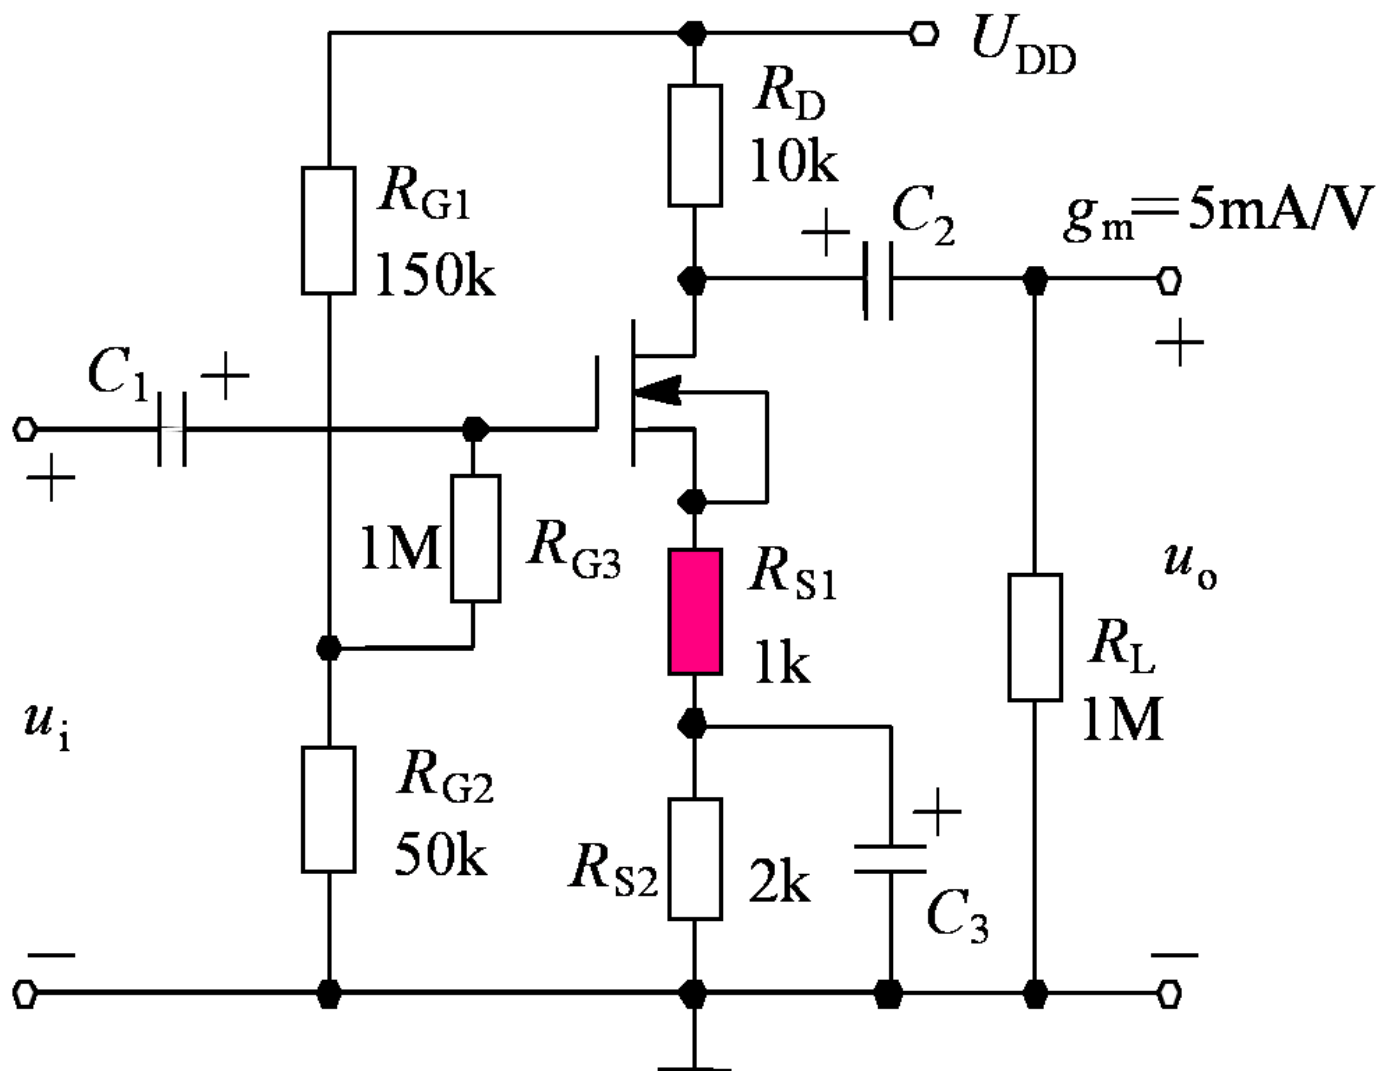 U_DD
R_D
10k
R_G1
150k
C_2
+
g_m=5mA/V
C_1
+
+
+
1M
R_G3
R_S1
1k
u_o
R_L
1M
u_i
R_G2
50k
R_S2
2k
+
C_3
−
−